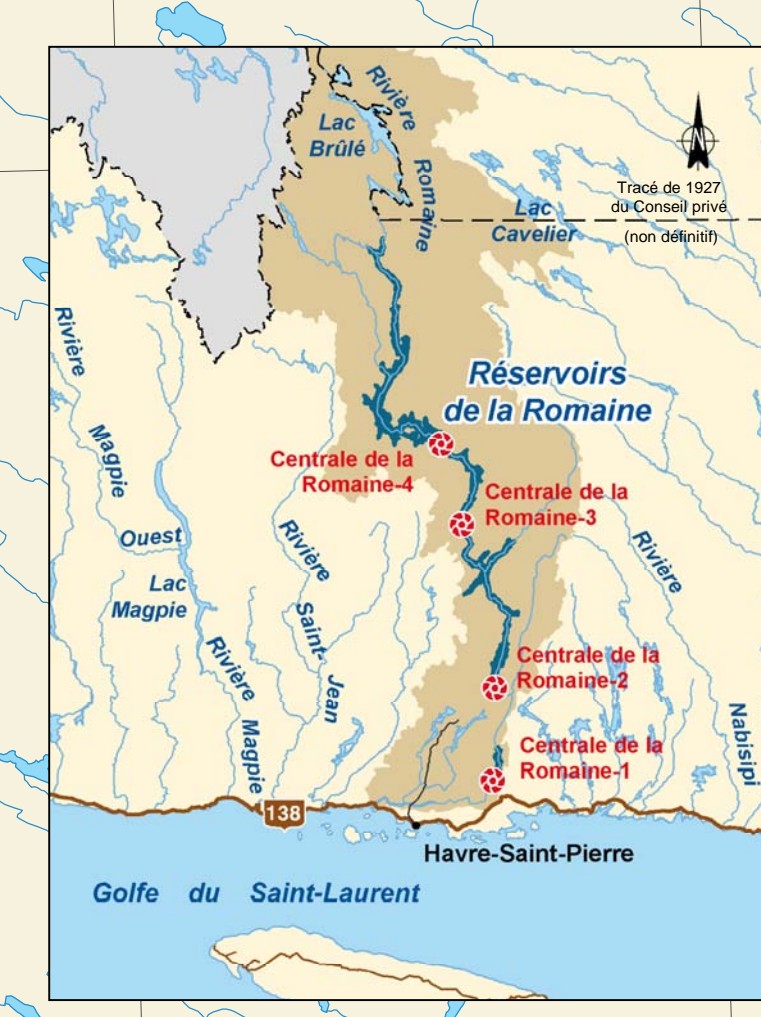 Rivière
Romaine
Lac
Brûlé
Tracé de 1927
du Conseil privé
(non définitif)
Lac
Cavelier
Rivière
Magpie
Ouest
Réservoirs
de la Romaine
Centrale de la
Romaine-4
Centrale de la
Romaine-3
Rivière
Saint-
Jean
Lac
Magpie
Rivière
Magpie
Rivière
Nabisipi
Centrale de la
Romaine-2
Centrale de la
Romaine-1
138
Havre-Saint-Pierre
Golfe du Saint-Laurent